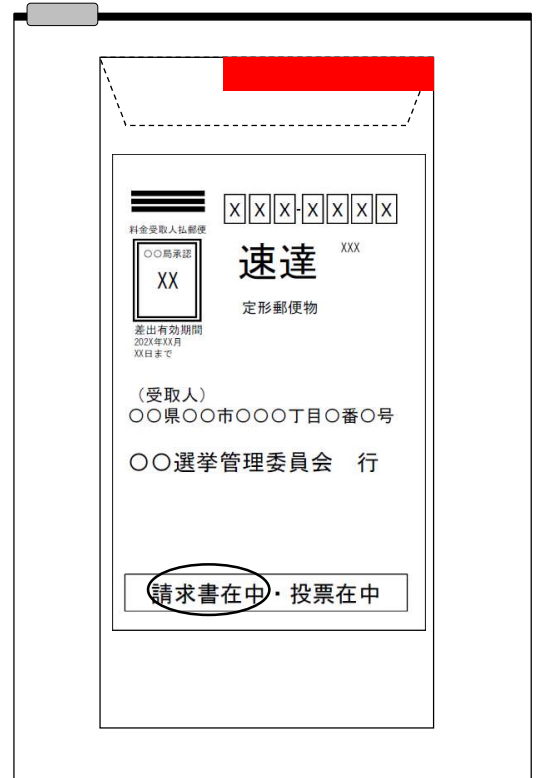 XXX-XXXX
料金受取人払郵便
○○局承認
XX
速達
XXX
定形郵便物
差出有効期間
202X年XX月
XX日まで
（受取人）
○○県○○市○○○丁目○番○号
○○選挙管理委員会　行
請求書在中・投票在中